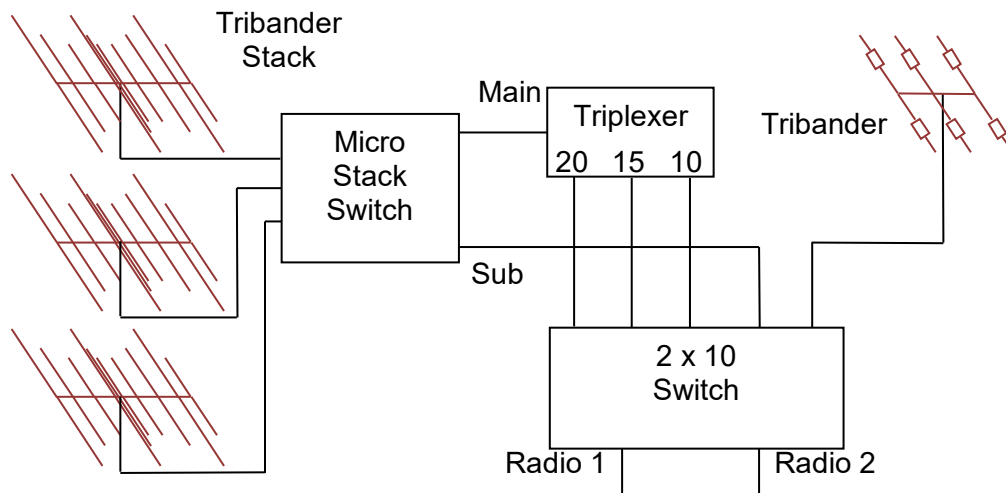 Tribander
Stack
Main
Triplexer
20 15 10
Tribander
Micro
Stack
Switch
Sub
2 x 10
Switch
Radio 1
Radio 2